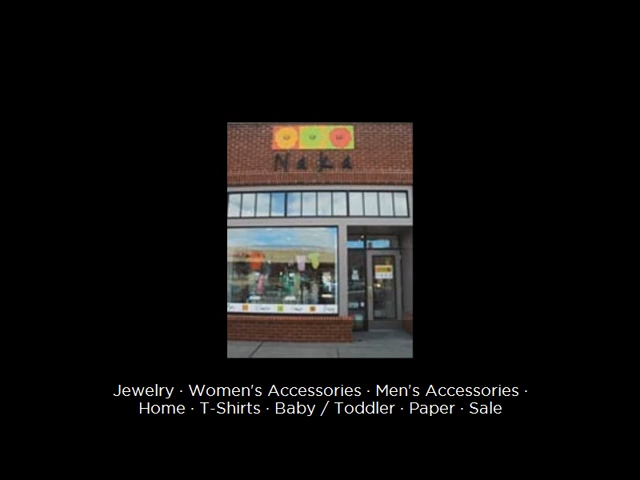 Naka
Jewelry · Women's Accessories · Men's Accessories ·
Home · T-Shirts · Baby / Toddler · Paper · Sale